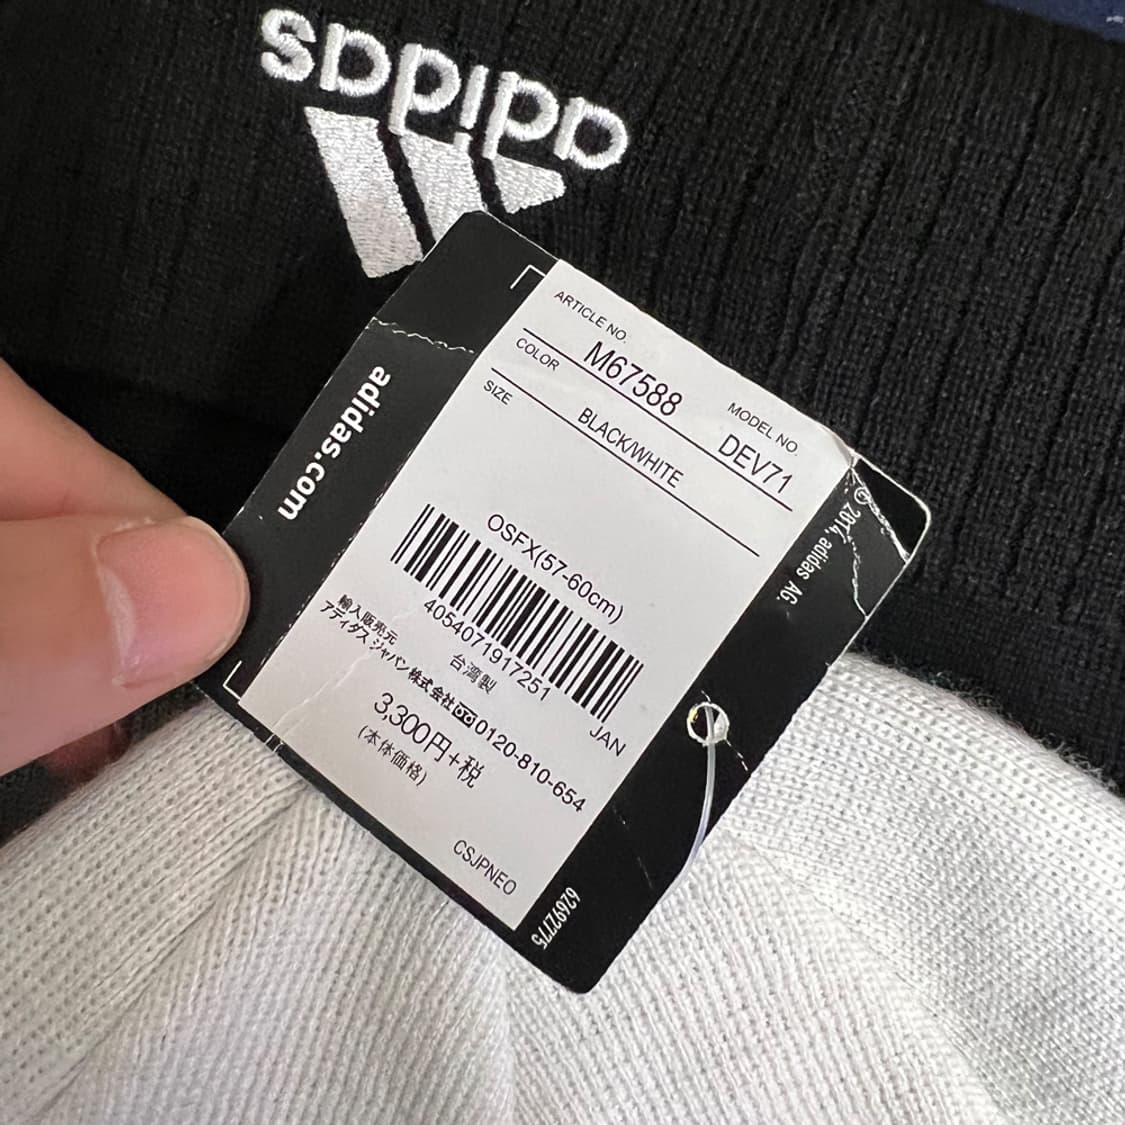 adidas
adidas.com
ARTICLE NO.
M67588
MODEL NO.
DEV71
COLOR
BLACK/WHITE
SIZE
OSFX(57-60cm)
4054071917251
JAN
台湾製
輸入販売元
アディダス ジャパン株式会社 0120-810-654
3,300円+税
(本体価格)
CSJPNEO
© 2014, adidas AG.
62692775